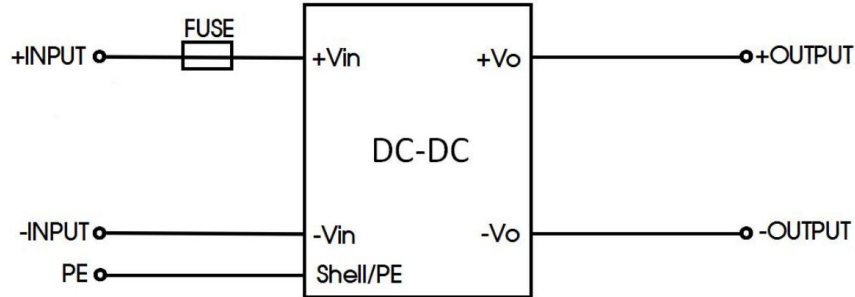 FUSE
+INPUT +Vin +Vo +OUTPUT
DC-DC
-INPUT -Vin -Vo -OUTPUT
PE Shell/PE